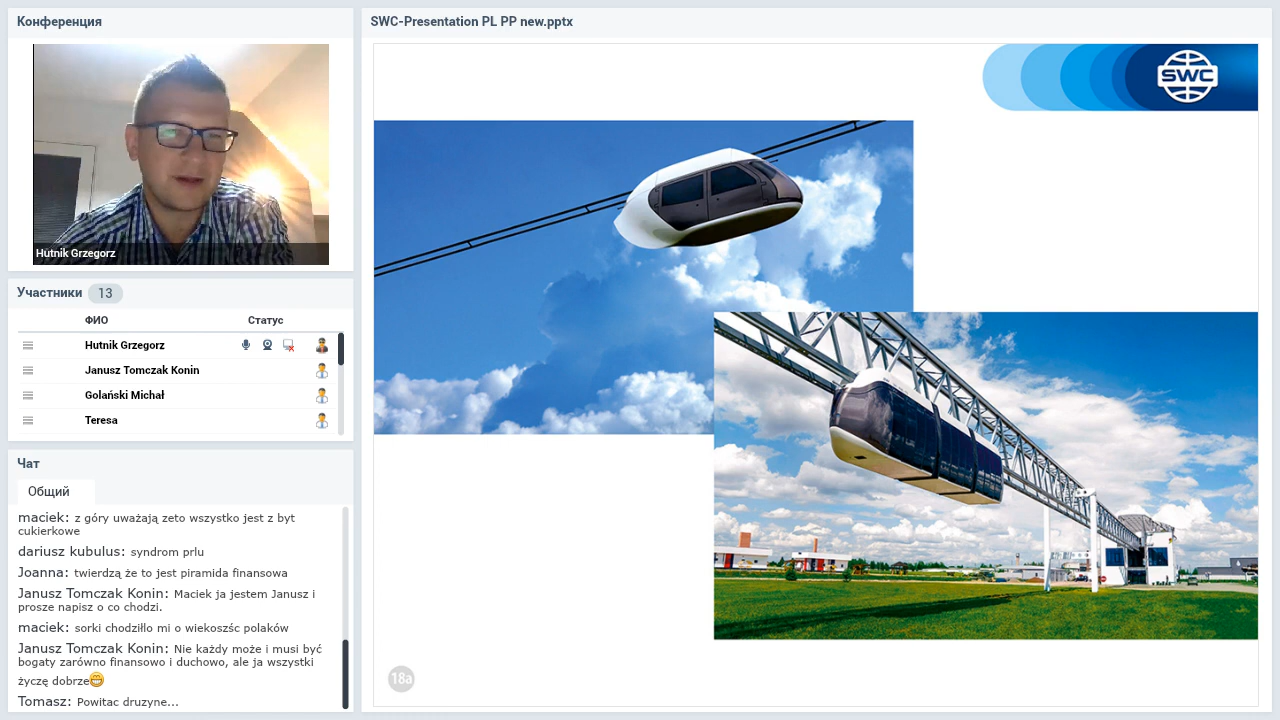 Конференция
Hutnik Grzegorz
Участники 13
ФИО Статус
Hutnik Grzegorz
Janusz Tomczak Konin
Golański Michał
Teresa
Чат
Общий
maciek: z góry uważają zeto wszystko jest z byt
cukierkowe
dariusz kubulus: syndrom prlu
joanna: twierdzą że to jest piramida finansowa
Janusz Tomczak Konin: Maciek ja jestem Janusz i
prosze napisz o co chodzi.
maciek: sorki chodziłło mi o wiekoszśc polaków
Janusz Tomczak Konin: Nie każdy może i musi być
bogaty zarówno finansowo i duchowo, ale ja wszystki
życzę dobrze
Tomasz: Powitac druzyne...
SWC-Presentation PL PP new.pptx
SWC
18a